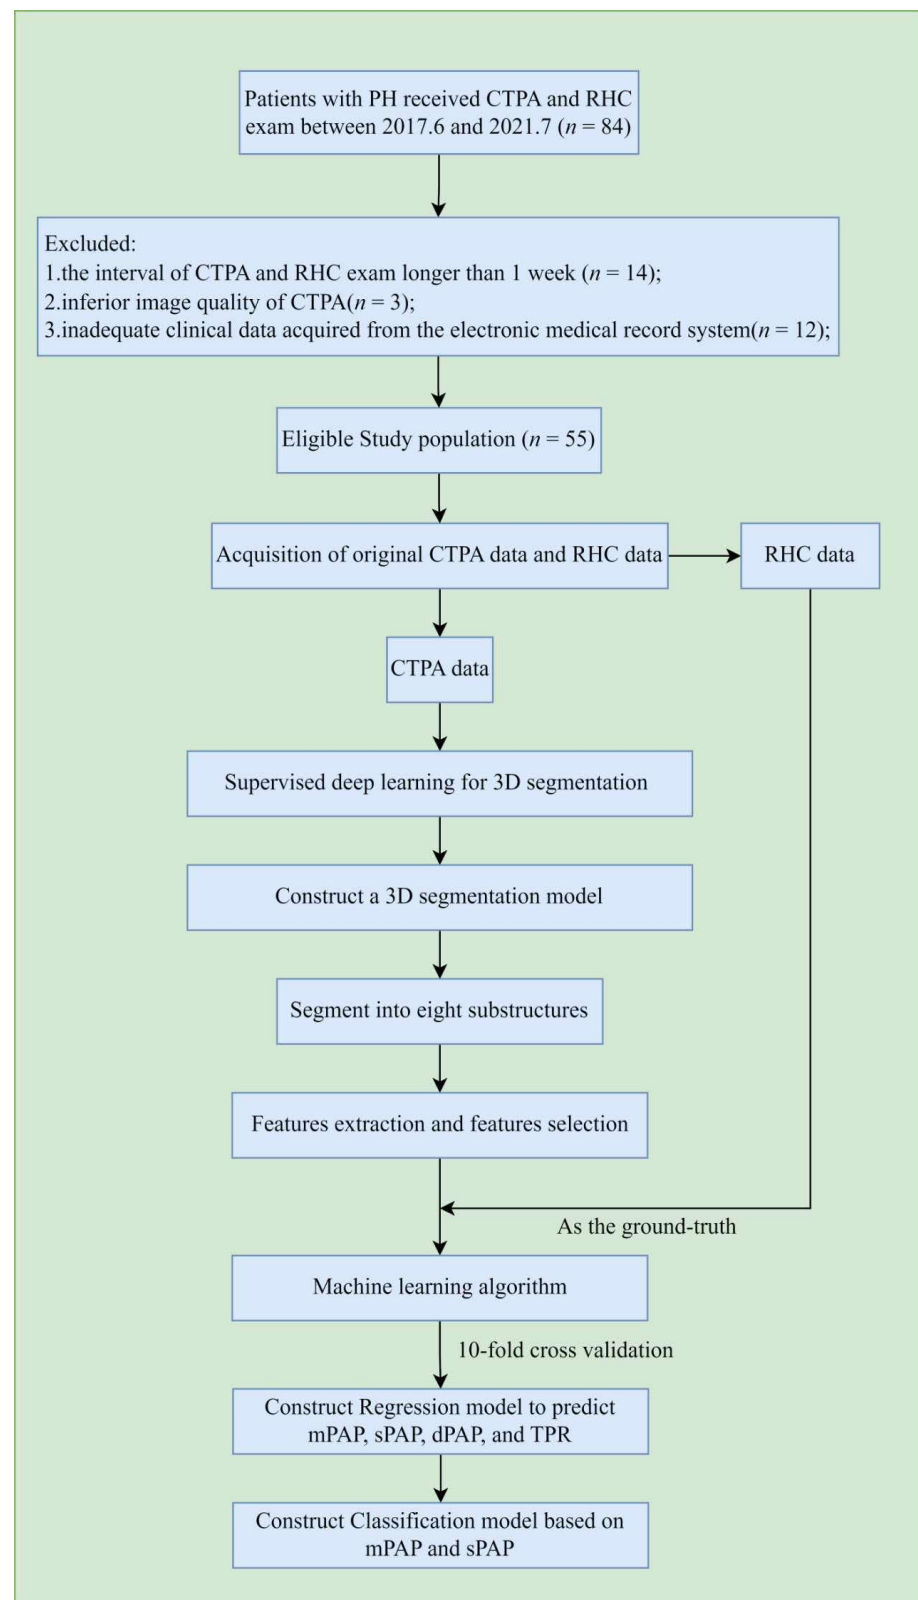 Patients with PH received CTPA and RHC
exam between 2017.6 and 2021.7 (n = 84)
Excluded:
1.the interval of CTPA and RHC exam longer than 1 week (n = 14);
2.inferior image quality of CTPA(n = 3);
3.inadequate clinical data acquired from the electronic medical record system(n = 12);
Eligible Study population (n = 55)
Acquisition of original CTPA data and RHC data
RHC data
CTPA data
Supervised deep learning for 3D segmentation
Construct a 3D segmentation model
Segment into eight substructures
Features extraction and features selection
As the ground-truth
Machine learning algorithm
10-fold cross validation
Construct Regression model to predict
mPAP, sPAP, dPAP, and TPR
Construct Classification model based on
mPAP and sPAP